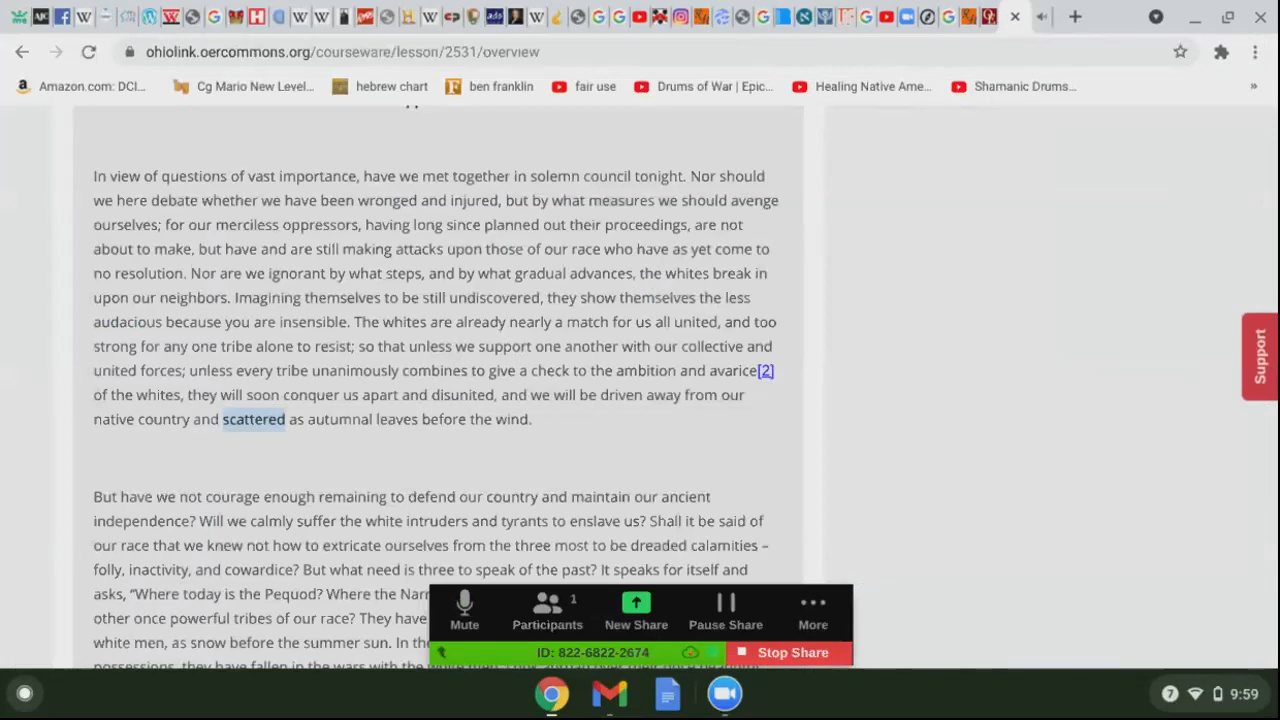 ohiolink.oercommons.org/courseware/lesson/2531/overview
Amazon.com: DCI...
Cg Mario New Level...
hebrew chart
ben franklin
fair use
Drums of War | Epic...
Healing Native Ame...
Shamanic Drums...
»
In view of questions of vast importance, have we met together in solemn council tonight. Nor should
we here debate whether we have been wronged and injured, but by what measures we should avenge
ourselves; for our merciless oppressors, having long since planned out their proceedings, are not
about to make, but have and are still making attacks upon those of our race who have as yet come to
no resolution. Nor are we ignorant by what steps, and by what gradual advances, the whites break in
upon our neighbors. Imagining themselves to be still undiscovered, they show themselves the less
audacious because you are insensible. The whites are already nearly a match for us all united, and too
strong for any one tribe alone to resist; so that unless we support one another with our collective and
united forces; unless every tribe unanimously combines to give a check to the ambition and avarice[2]
of the whites, they will soon conquer us apart and disunited, and we will be driven away from our
native country and scattered as autumnal leaves before the wind.
Support
But have we not courage enough remaining to defend our country and maintain our ancient
independence? Will we calmly suffer the white intruders and tyrants to enslave us? Shall it be said of
our race that we knew not how to extricate ourselves from the three most to be dreaded calamities –
folly, inactivity, and cowardice? But what need is three to speak of the past? It speaks for itself and
asks, "Where today is the Pequod? Where the Narr
other once powerful tribes of our race? They have
white men, as snow before the summer sun. In the
possessions, they have fallen in the wars with the
Mute
Participants 1
New Share
Pause Share
More
ID: 822-6822-2674
Stop Share
7
9:59